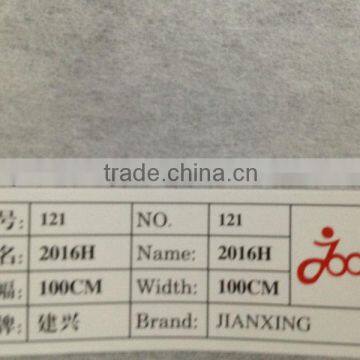 trade.china.cn
号: 121 NO. 121
名: 2016H Name: 2016H
幅: 100CM Width: 100CM
牌: 建兴 Brand: JIANXING